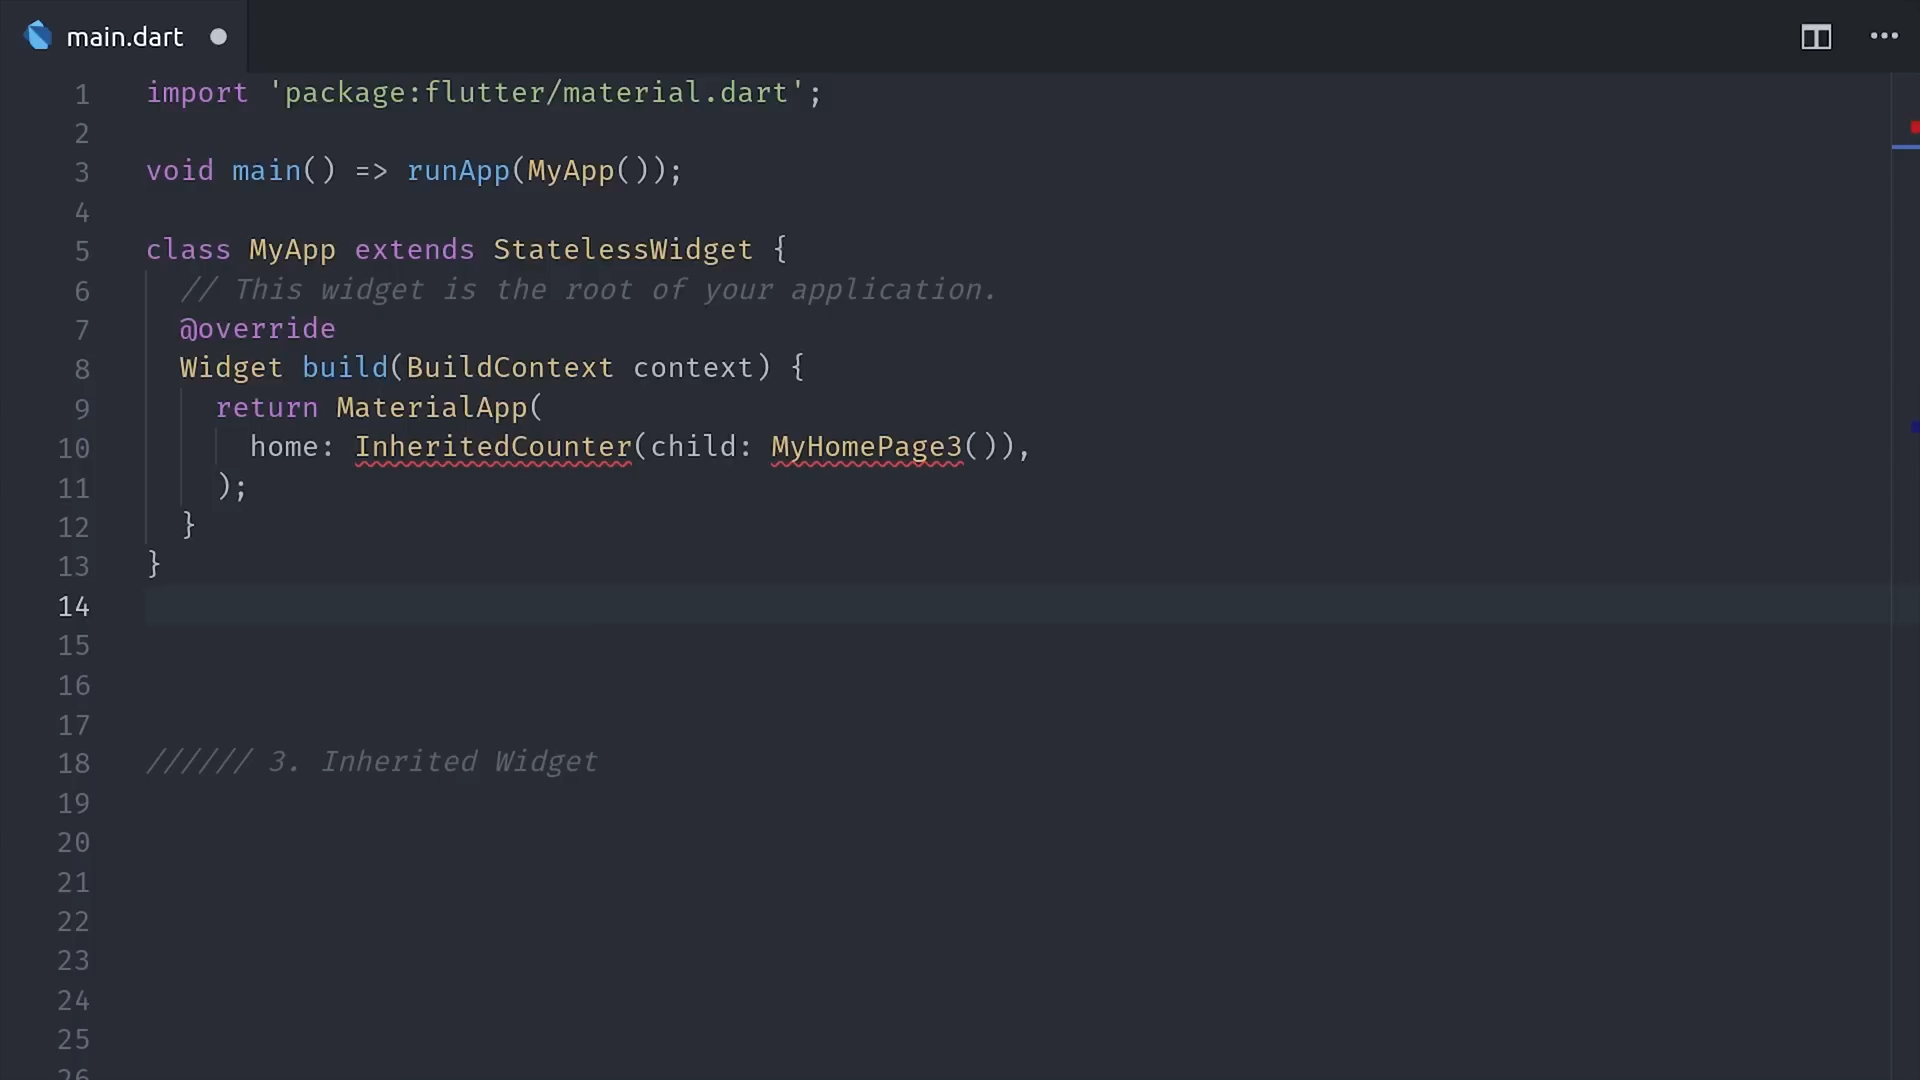 main.dart
1 import 'package:flutter/material.dart';
2
3 void main() => runApp(MyApp());
4
5 class MyApp extends StatelessWidget {
6 // This widget is the root of your application.
7 @override
8 Widget build(BuildContext context) {
9 return MaterialApp(
10 home: InheritedCounter(child: MyHomePage3()),
11 );
12 }
13 }
14
15
16
17
18 ////// 3. Inherited Widget
19
20
21
22
23
24
25
26